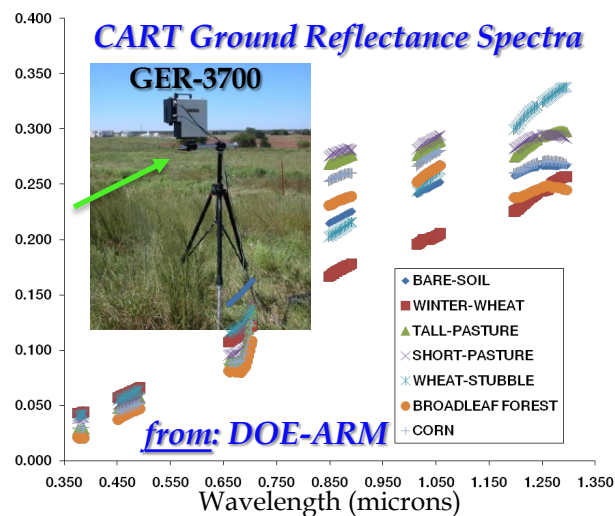 CART Ground Reflectance Spectra
GER-3700
0.400
0.350
0.300
0.250
0.200
0.150
0.100
0.050
0.000
BARE-SOIL
WINTER-WHEAT
TALL-PASTURE
SHORT-PASTURE
WHEAT-STUBBLE
BROADLEAF FOREST
CORN
from: DOE-ARM
0.350 0.450 0.550 0.650 0.750 0.850 0.950 1.050 1.150 1.250 1.350
Wavelength (microns)